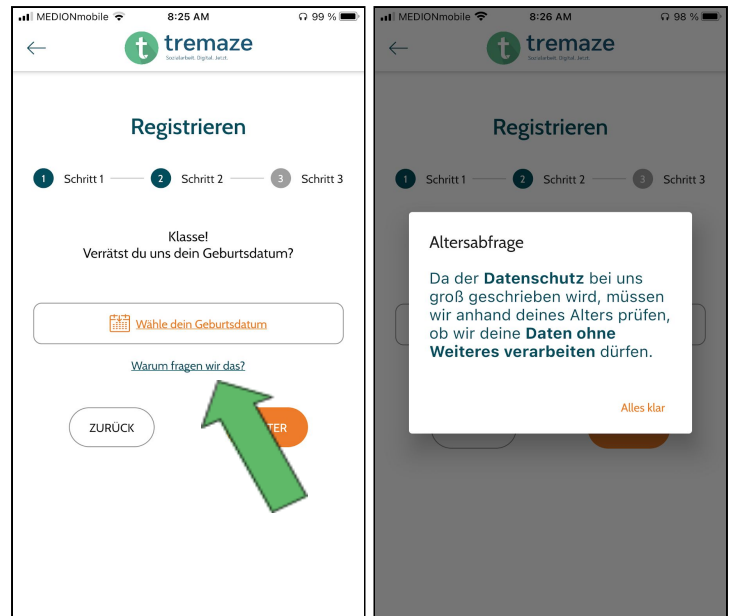 MEDIONmobile 8:25 AM 99 %
t tremaze
Sozialarbeit. Digital. Jetzt.
Registrieren
1 Schritt 1 2 Schritt 2 3 Schritt 3
Klasse!
Verrätst du uns dein Geburtsdatum?
Wähle dein Geburtsdatum
Warum fragen wir das?
ZURÜCK TER
MEDIONmobile 8:26 AM 98 %
t tremaze
Sozialarbeit. Digital. Jetzt.
Registrieren
1 Schritt 1 2 Schritt 2 3 Schritt 3
Altersabfrage
Da der Datenschutz bei uns
groß geschrieben wird, müssen
wir anhand deines Alters prüfen,
ob wir deine Daten ohne
Weiteres verarbeiten dürfen.
Alles klar